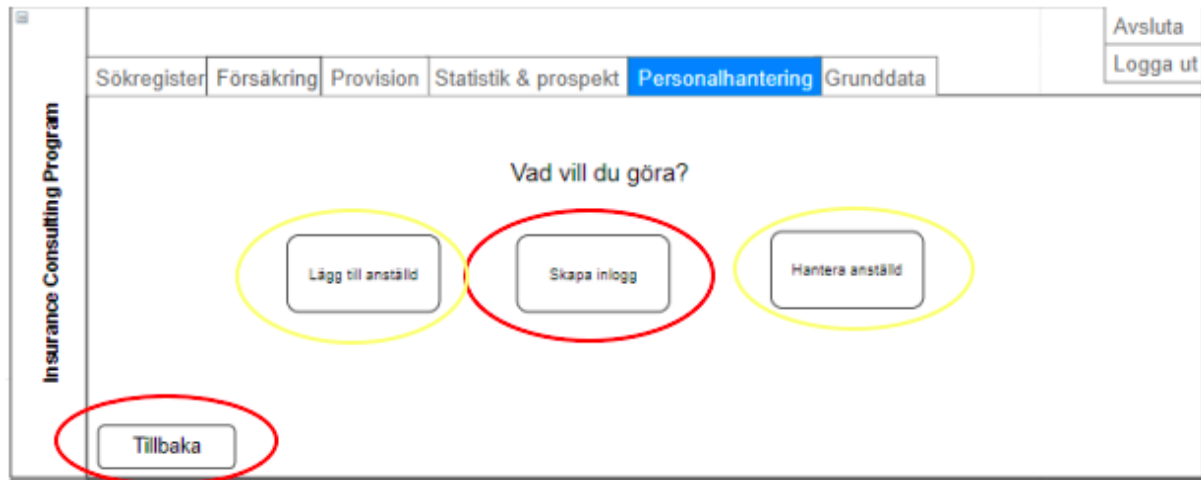 Avsluta
Logga ut
Sökregister Försäkring Provision Statistik & prospekt Personalhantering Grunddata
Insurance Consulting Program
Vad vill du göra?
Lägg till anställd Skapa inlogg Hantera anställd
Tillbaka